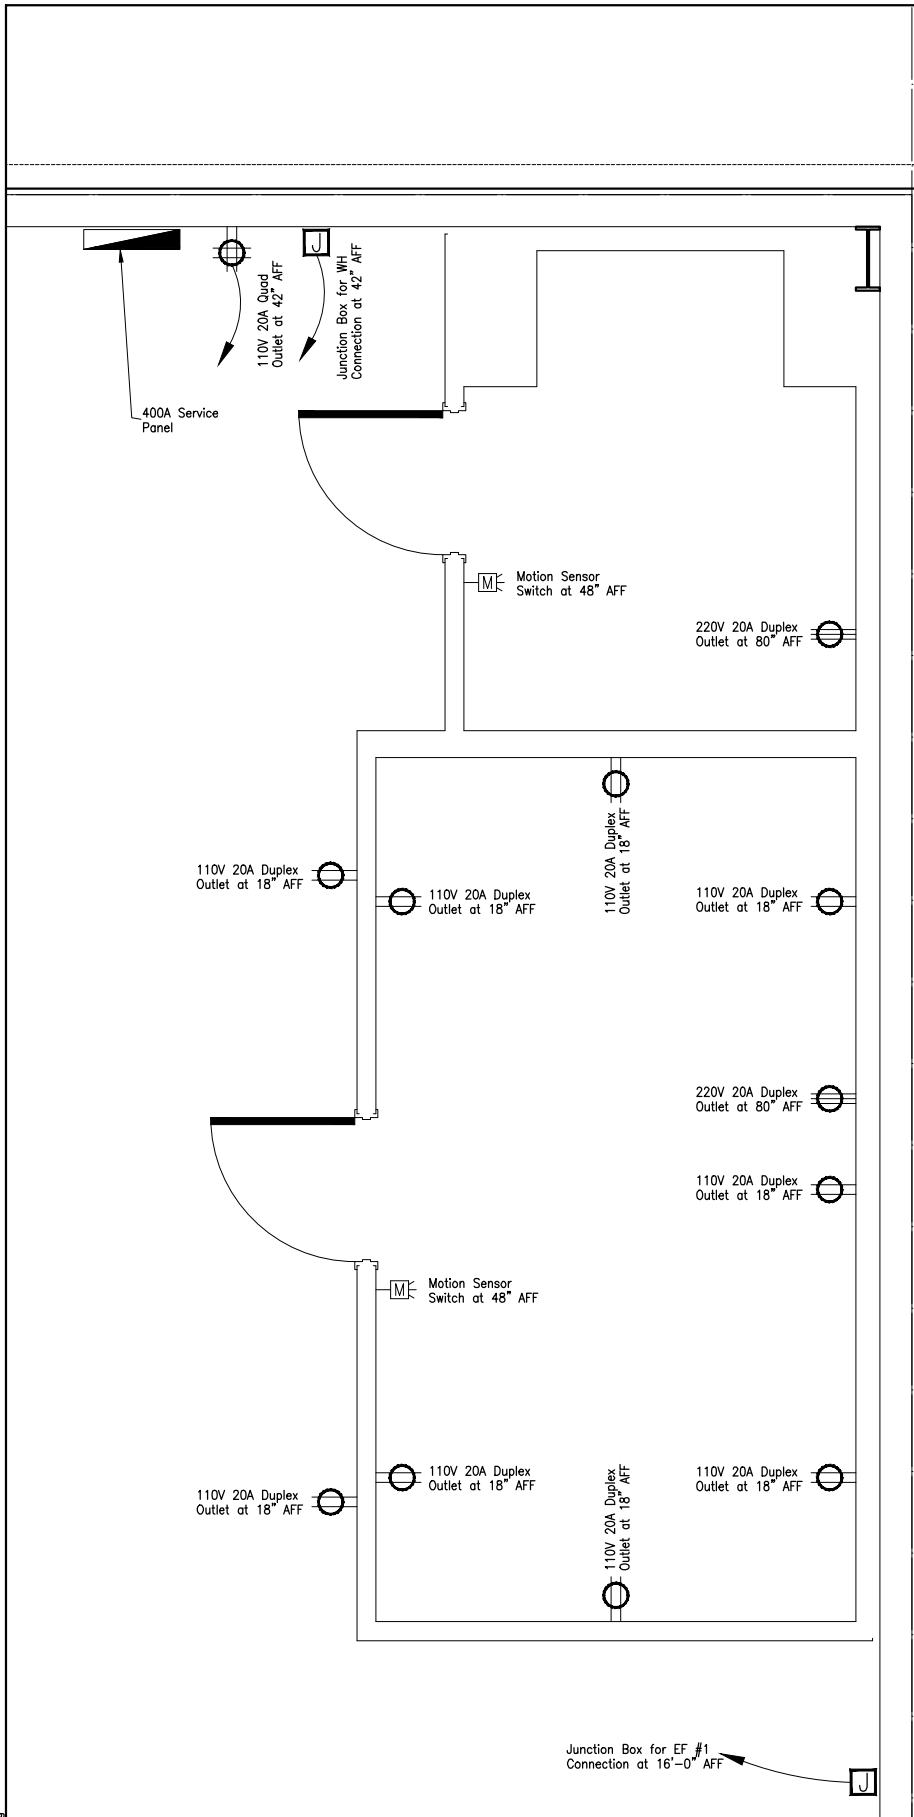 110V 20A Quad
Outlet at 42" AFF
J
Junction Box for WH
Connection at 42" AFF
400A Service
Panel
M
Motion Sensor
Switch at 48" AFF
220V 20A Duplex
Outlet at 80" AFF
110V 20A Duplex
Outlet at 18" AFF
110V 20A Duplex
Outlet at 18" AFF
110V 20A Duplex
Outlet at 18" AFF
110V 20A Duplex
Outlet at 18" AFF
220V 20A Duplex
Outlet at 80" AFF
110V 20A Duplex
Outlet at 18" AFF
M
Motion Sensor
Switch at 48" AFF
110V 20A Duplex
Outlet at 18" AFF
110V 20A Duplex
Outlet at 18" AFF
110V 20A Duplex
Outlet at 18" AFF
110V 20A Duplex
Outlet at 18" AFF
Junction Box for EF #1
Connection at 16'-0" AFF
J